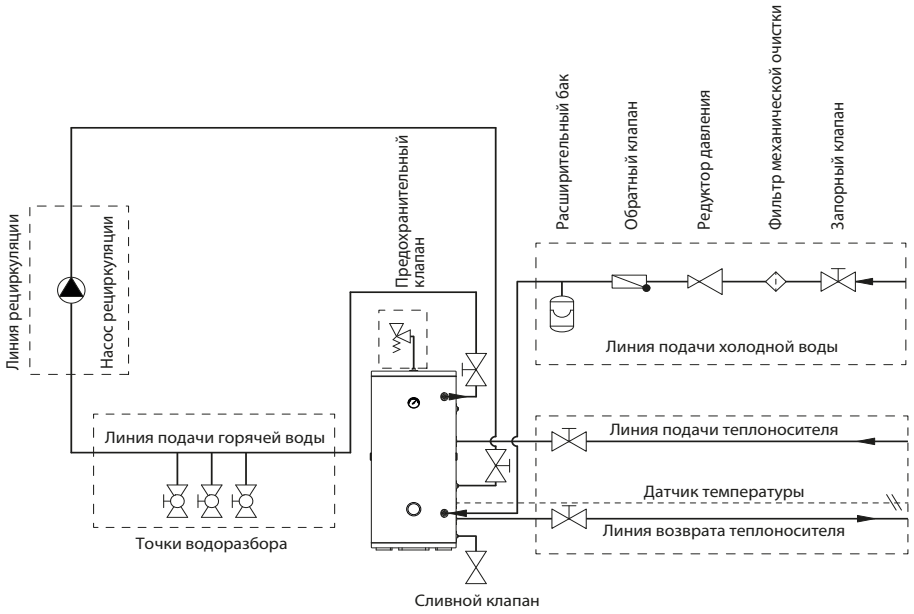 Линия рециркуляции
Насос рециркуляции
Предохранительный
клапан
Расширительный бак
Обратный клапан
Редуктор давления
Фильтр механической очистки
Запорный клапан
Линия подачи холодной воды
Линия подачи горячей воды
Точки водоразбора
Линия подачи теплоносителя
Датчик температуры
Линия возврата теплоносителя
Сливной клапан